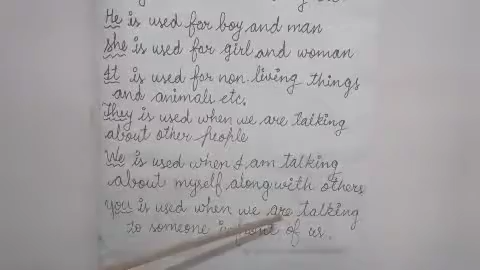 He is used for boy and man
She is used for girl and woman
It is used for non living things
and animals etc.
They is used when we are talking
about other people
We is used when I am talking
about myself along with others
You is used when we are talking
to someone in front of us.